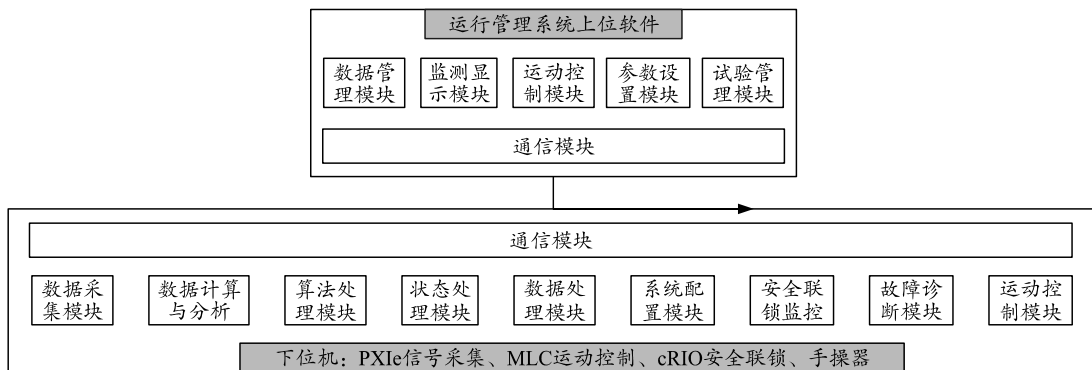 运行管理系统上位软件
数据管
理模块
监测显
示模块
运动控
制模块
参数设
置模块
试验管
理模块
通信模块
通信模块
数据采
集模块
数据计算
与分析
算法处
理模块
状态处
理模块
数据处
理模块
系统配
置模块
安全联
锁监控
故障诊
断模块
运动控
制模块
下位机：PXIe信号采集、MLC运动控制、cRIO安全联锁、手操器